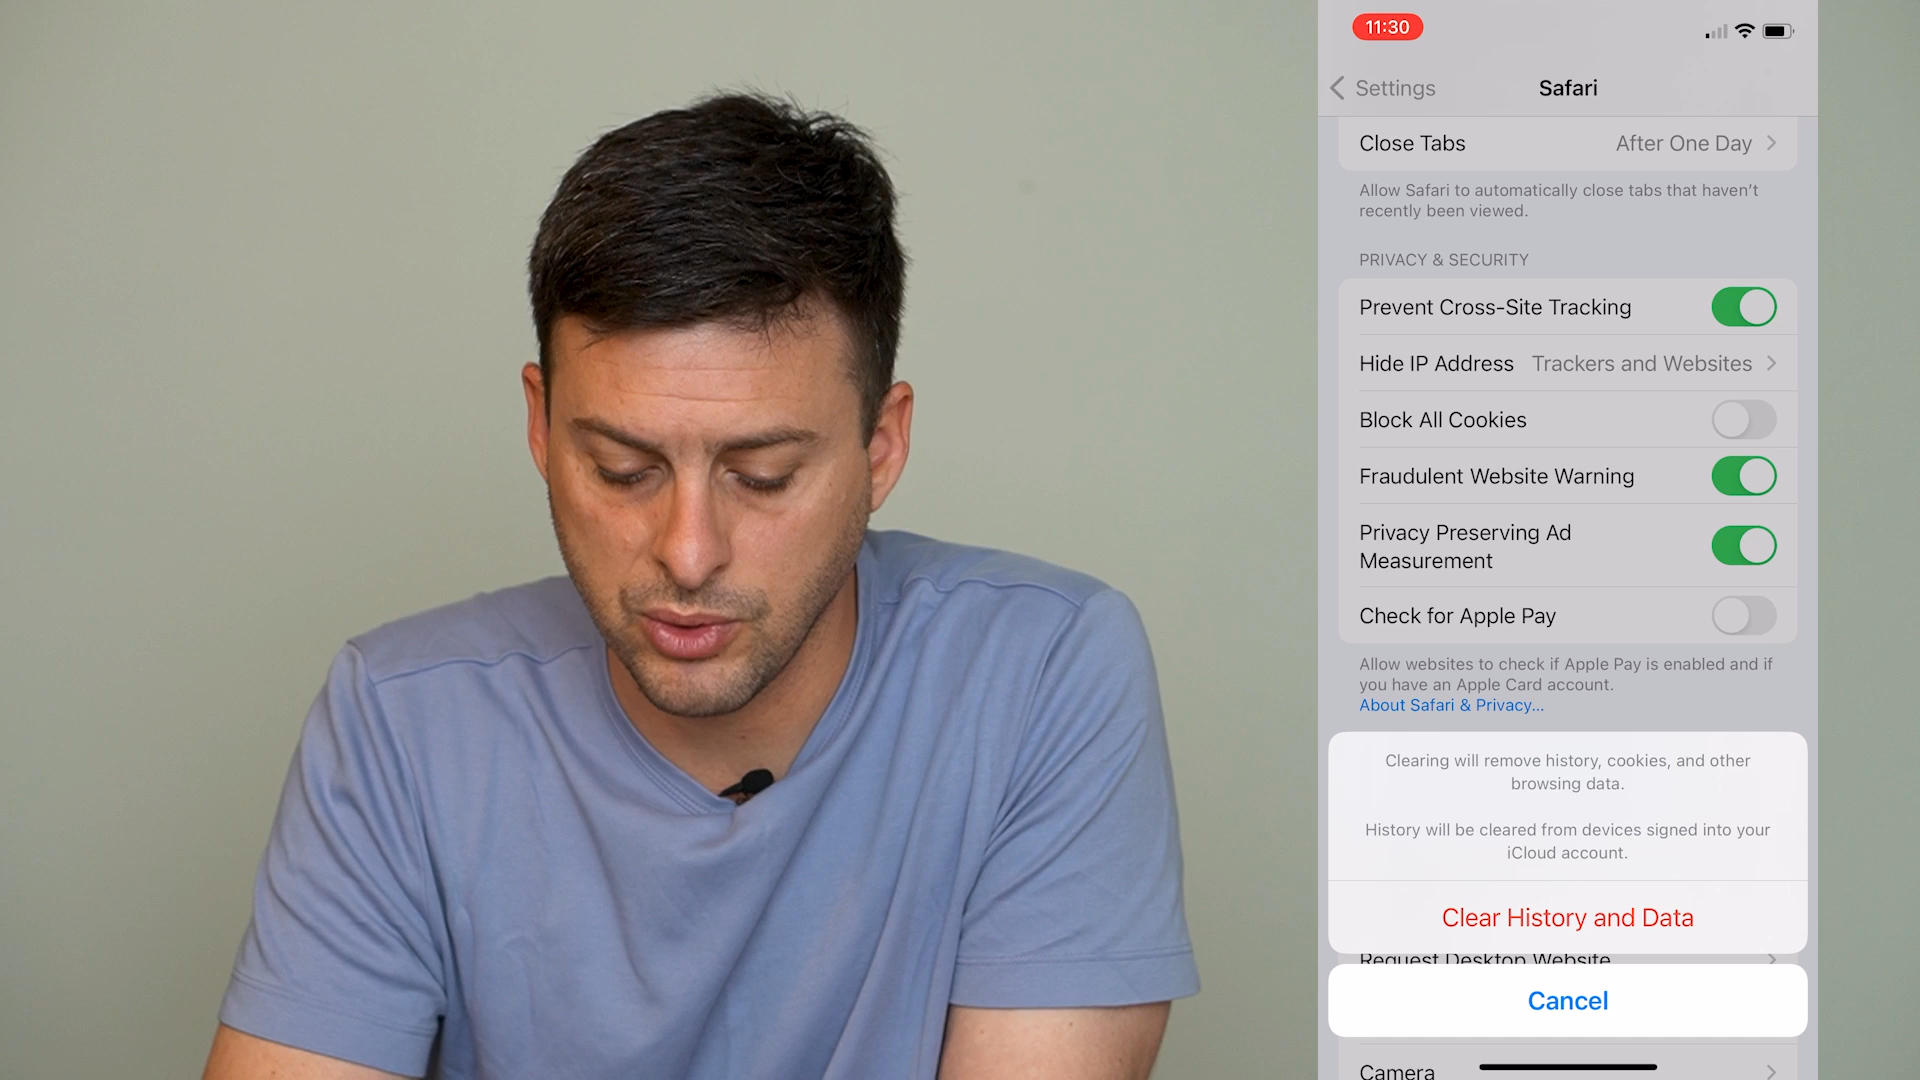 11:30
Settings
Safari
Close Tabs After One Day
Allow Safari to automatically close tabs that haven't
recently been viewed.
PRIVACY & SECURITY
Prevent Cross-Site Tracking
Hide IP Address Trackers and Websites
Block All Cookies
Fraudulent Website Warning
Privacy Preserving Ad
Measurement
Check for Apple Pay
Allow websites to check if Apple Pay is enabled and if
you have an Apple Card account.
About Safari & Privacy...
Clearing will remove history, cookies, and other
browsing data.
History will be cleared from devices signed into your
iCloud account.
Clear History and Data
Request Desktop Website
Cancel
Camera